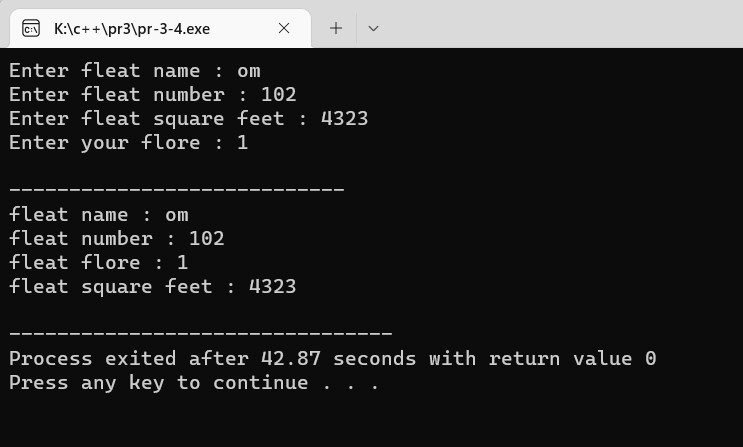 K:\c++\pr3\pr-3-4.exe
Enter fleat name : om
Enter fleat number : 102
Enter fleat square feet : 4323
Enter your flore : 1
----------------------------
fleat name : om
fleat number : 102
fleat flore : 1
fleat square feet : 4323
--------------------------------
Process exited after 42.87 seconds with return value 0
Press any key to continue . . .